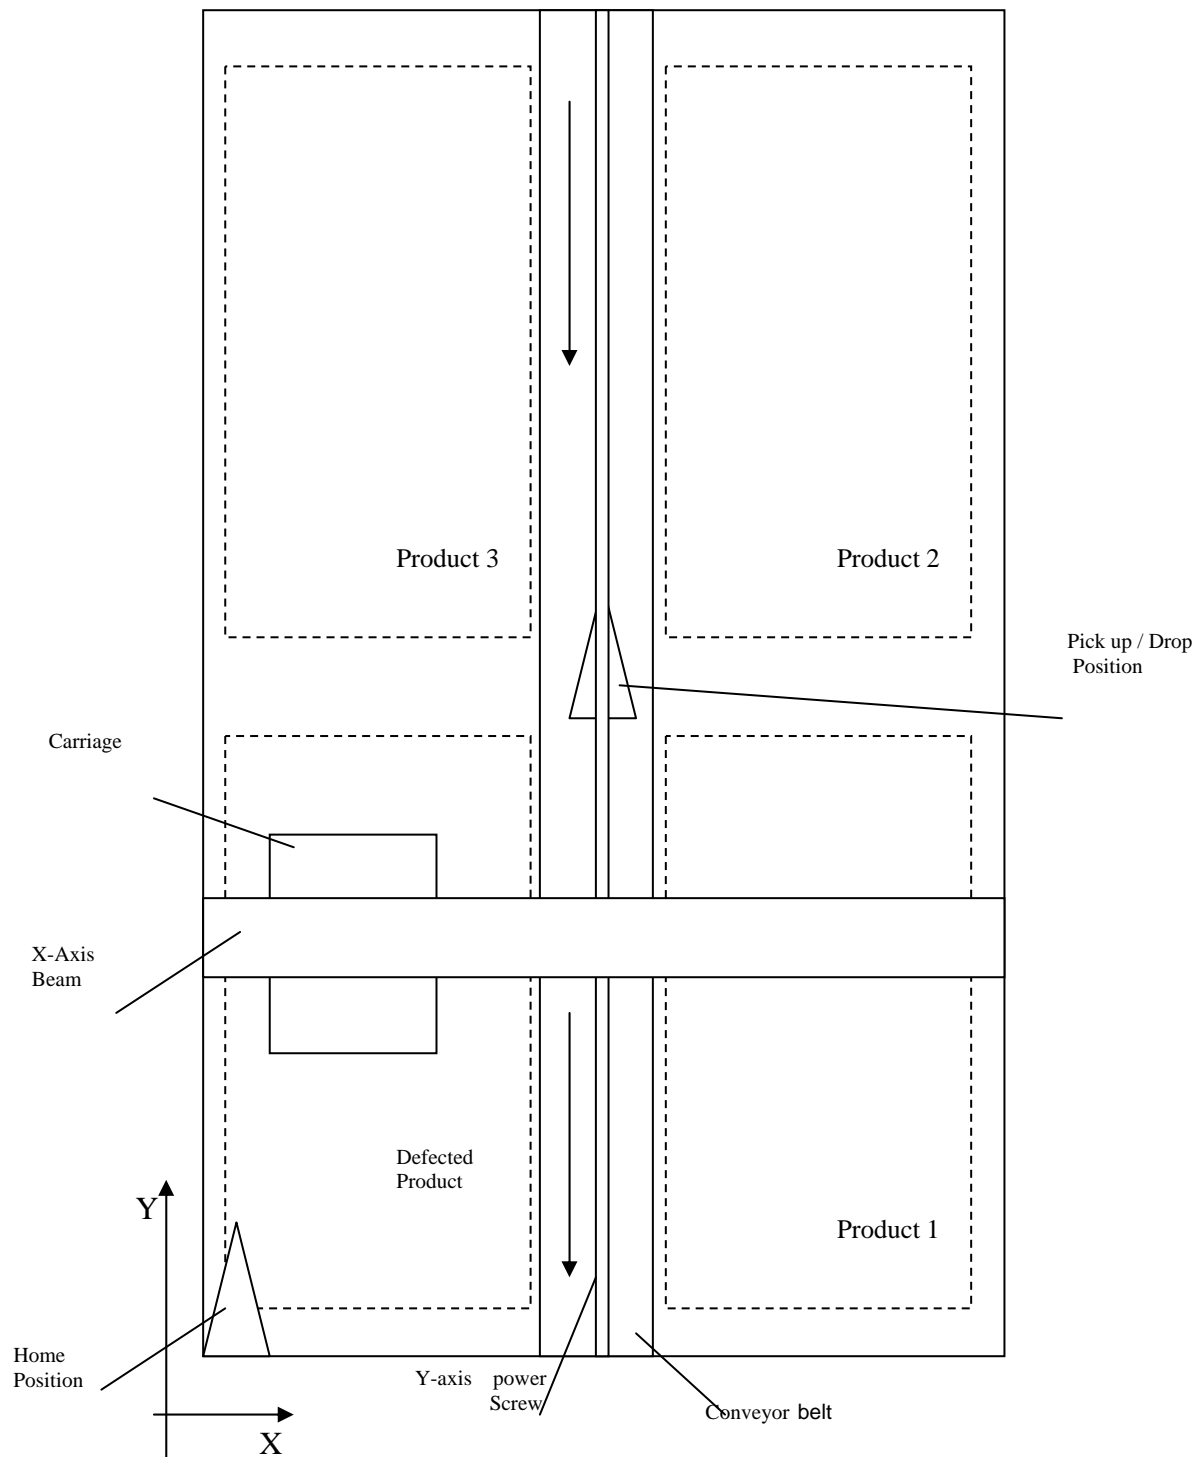 Product 3
Product 2
Pick up / Drop
Position
Carriage
X-Axis
Beam
Defected
Product
Y
Product 1
Home
Position
Y-axis power
Screw
Conveyor belt
X